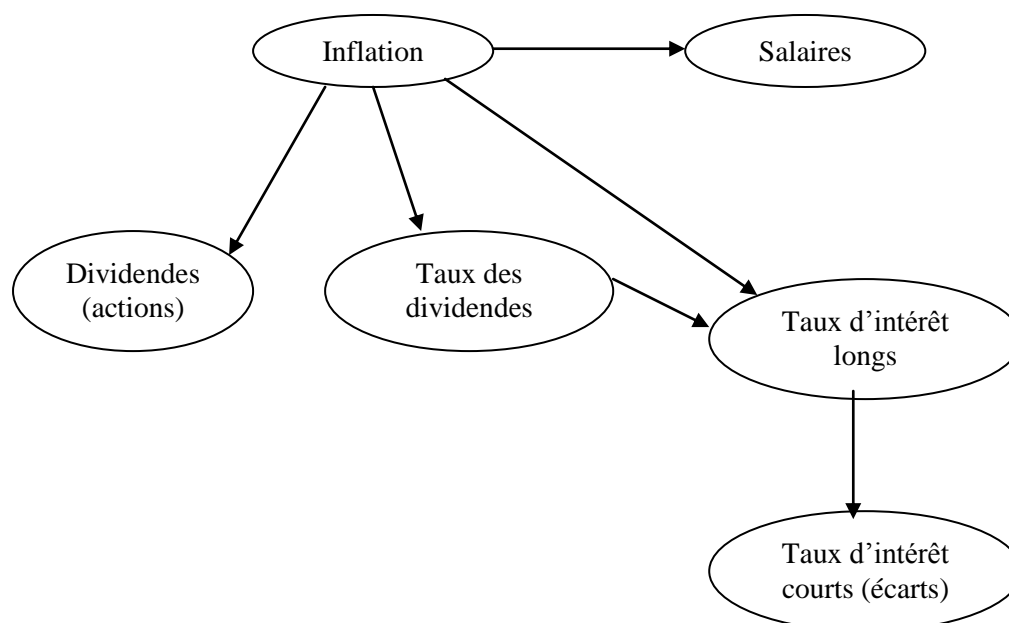 Inflation
Salaires
Dividendes
(actions)
Taux des
dividendes
Taux d’intérêt
longs
Taux d’intérêt
courts (écarts)